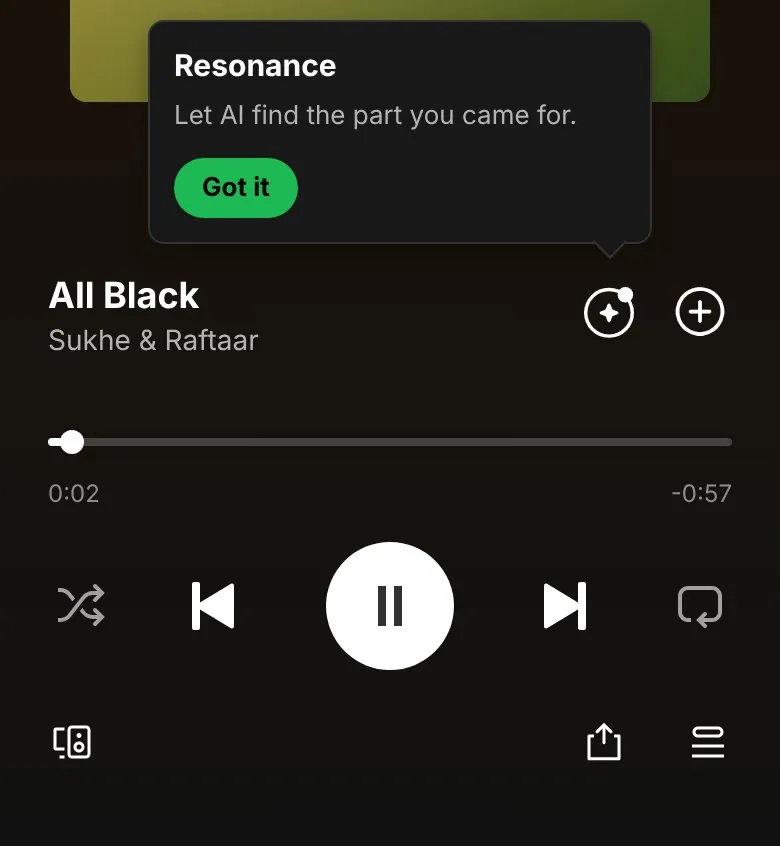 Resonance
Let AI find the part you came for.
Got it
All Black
Sukhe & Raftaar
0:02
-0:57